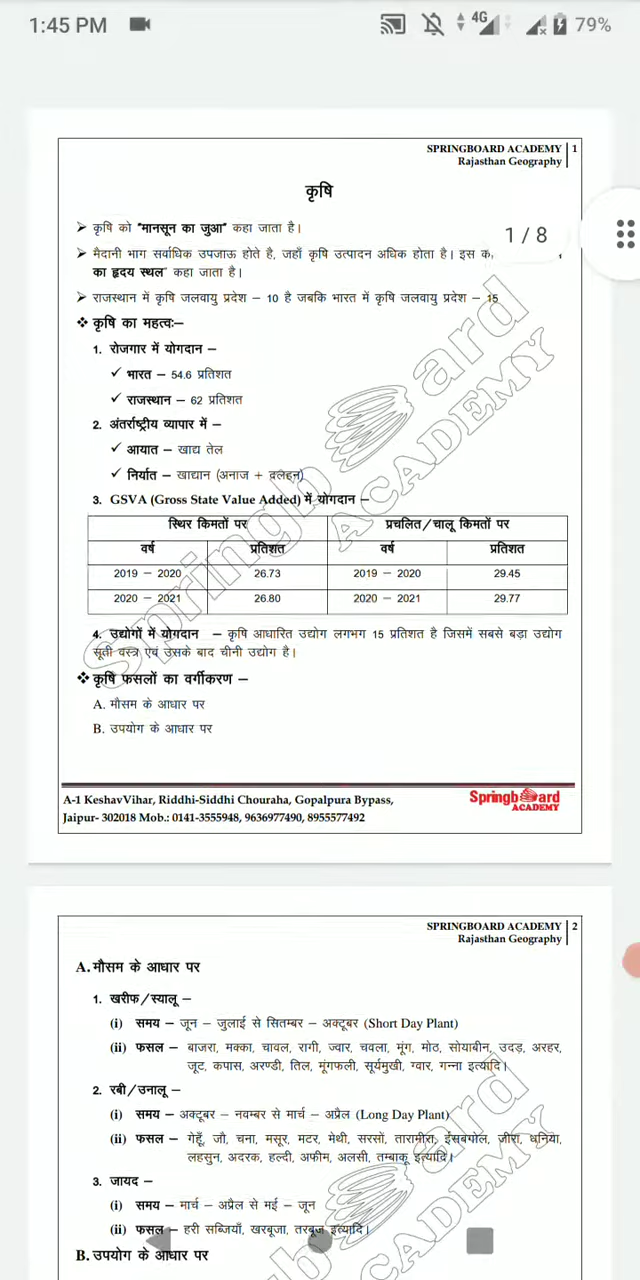 1:45 PM
4G
79%
SPRINGBOARD ACADEMY 1
Rajasthan Geography
कृषि
➢ कृषि को "मानसून का जुआ" कहा जाता है।
1 / 8
➢ मैदानी भाग सर्वाधिक उपजाऊ होते है, जहाँ कृषि उत्पादन अधिक होता है। इस
का हृदय स्थल" कहा जाता है।
➢ राजस्थान में कृषि जलवायु प्रदेश – 10 है जबकि भारत में कृषि जलवायु प्रदेश – 15
❖ कृषि का महत्वः–
1. रोजगार में योगदान –
✓ भारत – 54.6 प्रतिशत
✓ राजस्थान – 62 प्रतिशत
2. अंतर्राष्ट्रीय व्यापार में –
✓ आयात – खाद्य तेल
✓ निर्यात – खाद्यान (अनाज + दलहन)
3. GSVA (Gross State Value Added) में योगदान –
स्थिर किमतों पर प्रचलित/चालू किमतों पर
वर्ष प्रतिशत वर्ष प्रतिशत
2019 – 2020 26.73 2019 – 2020 29.45
2020 – 2021 26.80 2020 – 2021 29.77
4. उद्योगों में योगदान – कृषि आधारित उद्योग लगभग 15 प्रतिशत है जिसमें सबसे बड़ा उद्योग
सूती वस्त्र एवं उसके बाद चीनी उद्योग है।
❖ कृषि फसलों का वर्गीकरण –
A. मौसम के आधार पर
B. उपयोग के आधार पर
A-1 KeshavVihar, Riddhi-Siddhi Chouraha, Gopalpura Bypass,
Jaipur- 302018 Mob.: 0141-3555948, 9636977490, 8955577492
Springboard
ACADEMY
Springboard
ACADEMY
SPRINGBOARD ACADEMY 2
Rajasthan Geography
A. मौसम के आधार पर
1. खरीफ/स्यालू –
(i) समय – जून – जुलाई से सितम्बर – अक्टूबर (Short Day Plant)
(ii) फसल – बाजरा, मक्का, चावल, रागी, ज्वार, चवला, मूंग, मोठ, सोयाबीन, उदड़, अरहर,
जूट, कपास, अरण्डी, तिल, मूंगफली, सूर्यमुखी, ग्वार, गन्ना इत्यादि।
2. रबी/उनालू –
(i) समय – अक्टूबर – नवम्बर से मार्च – अप्रैल (Long Day Plant)
(ii) फसल – गेहूँ, जौ, चना, मसूर, मटर, मेथी, सरसों, तारामीरा, ईसबगोल, जीरा, धनिया,
लहसुन, अदरक, हल्दी, अफीम, अलसी, तम्बाकू इत्यादि।
3. जायद –
(i) समय – मार्च – अप्रैल से मई – जून
(ii) फसल – हरी सब्जियाँ, खरबूजा, तरबूज इत्यादि।
B. उपयोग के आधार पर
ard
ACADEMY